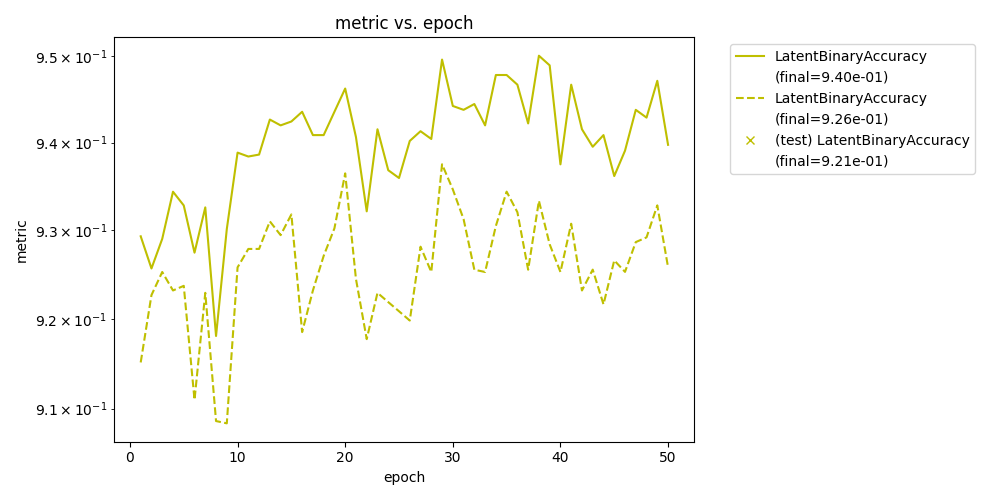 metric vs. epoch
metric
9.5 × 10⁻¹
9.4 × 10⁻¹
9.3 × 10⁻¹
9.2 × 10⁻¹
9.1 × 10⁻¹
0 10 20 30 40 50
epoch
LatentBinaryAccuracy
(final=9.40e-01)
LatentBinaryAccuracy
(final=9.26e-01)
(test) LatentBinaryAccuracy
(final=9.21e-01)